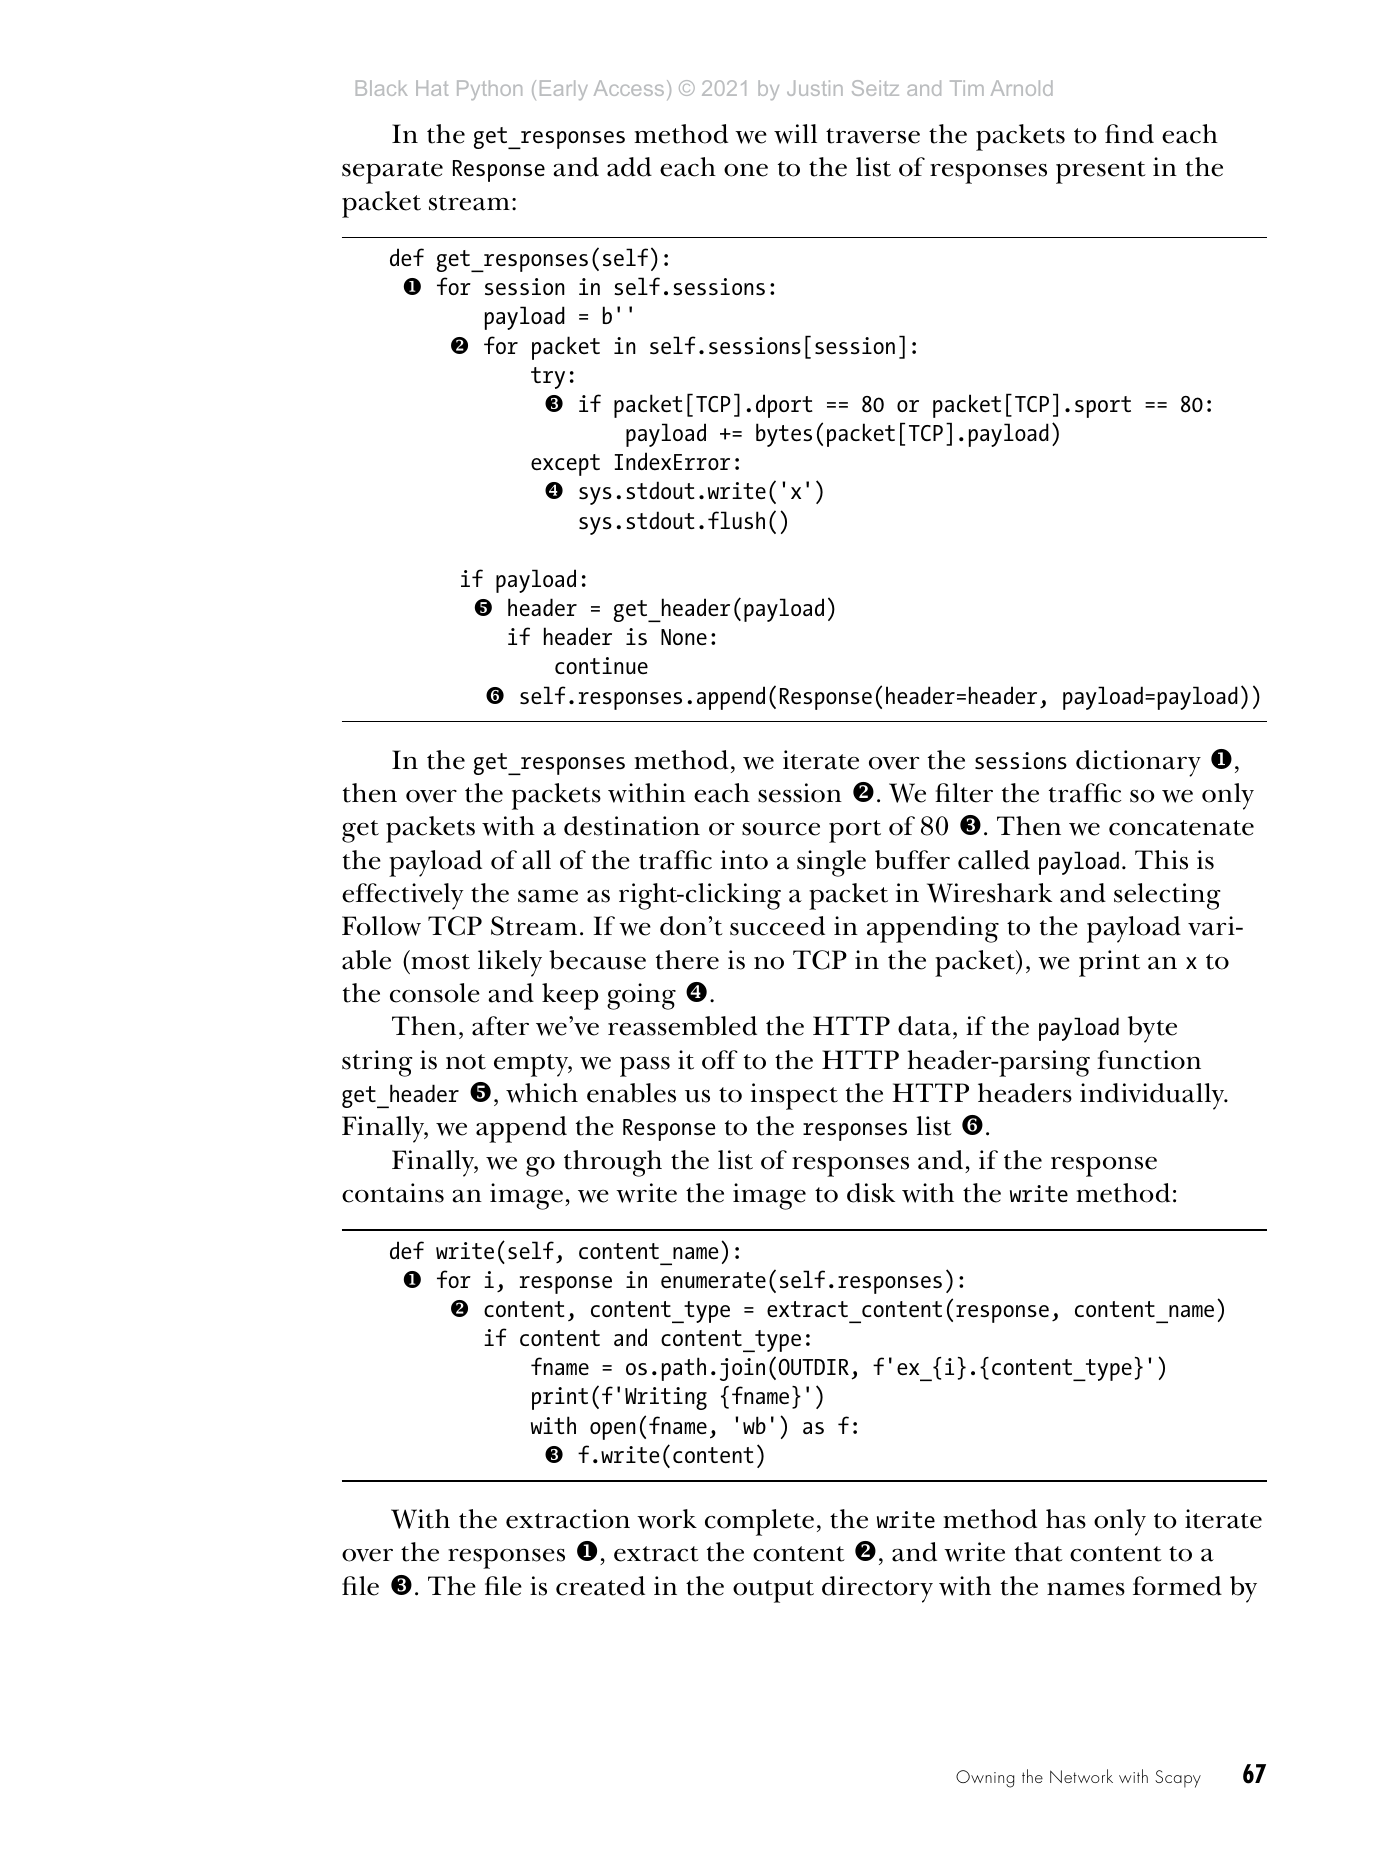 Black Hat Python (Early Access) © 2021 by Justin Seitz and Tim Arnold
In the get_responses method we will traverse the packets to find each
separate Response and add each one to the list of responses present in the
packet stream:
def get_responses(self):
❶ for session in self.sessions:
payload = b''
❷ for packet in self.sessions[session]:
try:
❸ if packet[TCP].dport == 80 or packet[TCP].sport == 80:
payload += bytes(packet[TCP].payload)
except IndexError:
❹ sys.stdout.write('x')
sys.stdout.flush()
if payload:
❺ header = get_header(payload)
if header is None:
continue
❻ self.responses.append(Response(header=header, payload=payload))
In the get_responses method, we iterate over the sessions dictionary ❶,
then over the packets within each session ❷. We filter the traffic so we only
get packets with a destination or source port of 80 ❸. Then we concatenate
the payload of all of the traffic into a single buffer called payload. This is
effectively the same as right-clicking a packet in Wireshark and selecting
Follow TCP Stream. If we don’t succeed in appending to the payload vari-
able (most likely because there is no TCP in the packet), we print an x to
the console and keep going ❹.
Then, after we’ve reassembled the HTTP data, if the payload byte
string is not empty, we pass it off to the HTTP header-parsing function
get_header ❺, which enables us to inspect the HTTP headers individually.
Finally, we append the Response to the responses list ❻.
Finally, we go through the list of responses and, if the response
contains an image, we write the image to disk with the write method:
def write(self, content_name):
❶ for i, response in enumerate(self.responses):
❷ content, content_type = extract_content(response, content_name)
if content and content_type:
fname = os.path.join(OUTDIR, f'ex_{i}.{content_type}')
print(f'Writing {fname}')
with open(fname, 'wb') as f:
❸ f.write(content)
With the extraction work complete, the write method has only to iterate
over the responses ❶, extract the content ❷, and write that content to a
file ❸. The file is created in the output directory with the names formed by
Owning the Network with Scapy 67